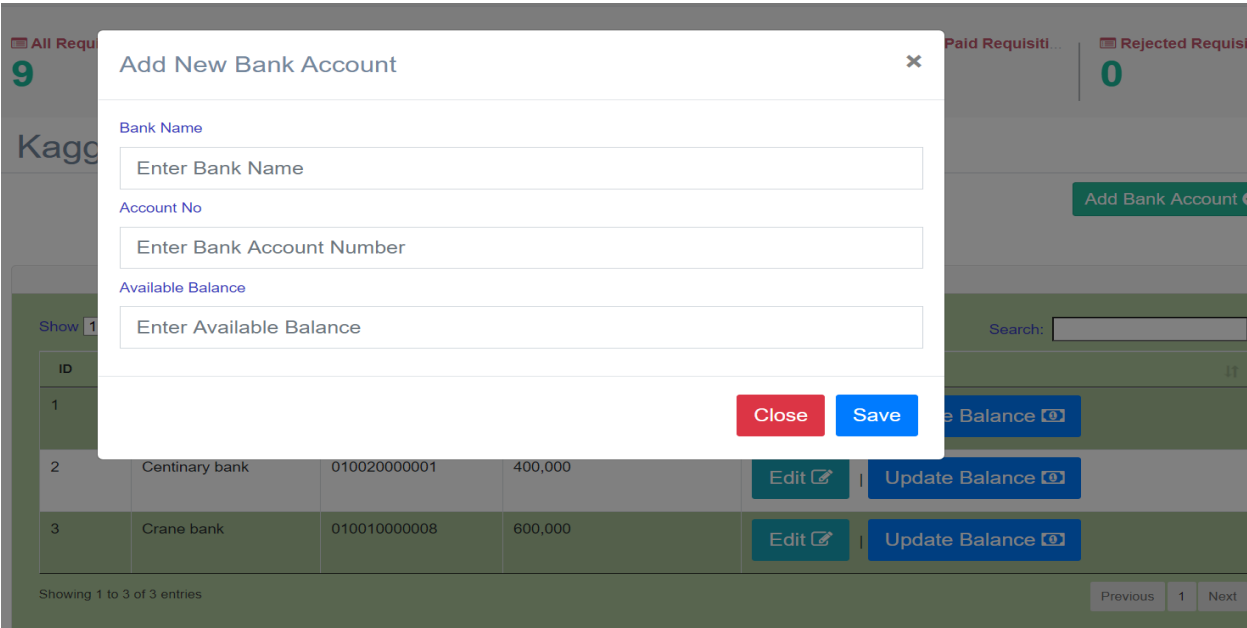 All Requi
Paid Requisiti...
Rejected Requisi
9
0
Kagg
Add Bank Account
Add New Bank Account
×
Bank Name
Enter Bank Name
Account No
Enter Bank Account Number
Available Balance
Enter Available Balance
Close Save
Show 1
Search:
ID
1 e Balance
2 Centinary bank 010020000001 400,000 Edit | Update Balance
3 Crane bank 010010000008 600,000 Edit | Update Balance
Showing 1 to 3 of 3 entries
Previous 1 Next